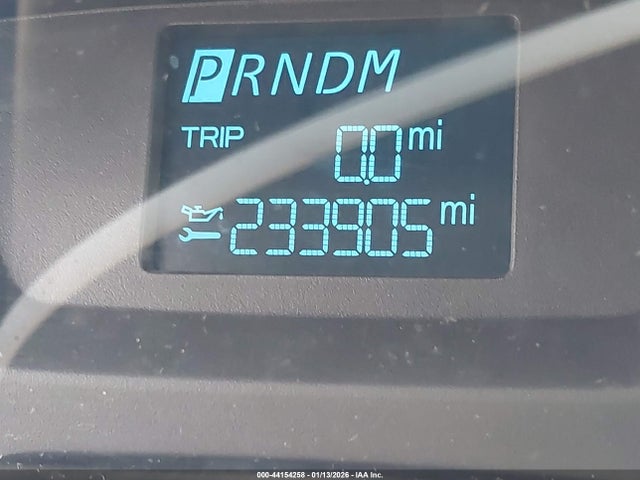 PRNDM
TRIP 0.0 mi
233905 mi
000-44154258 - 01/13/2026 - IAA Inc.